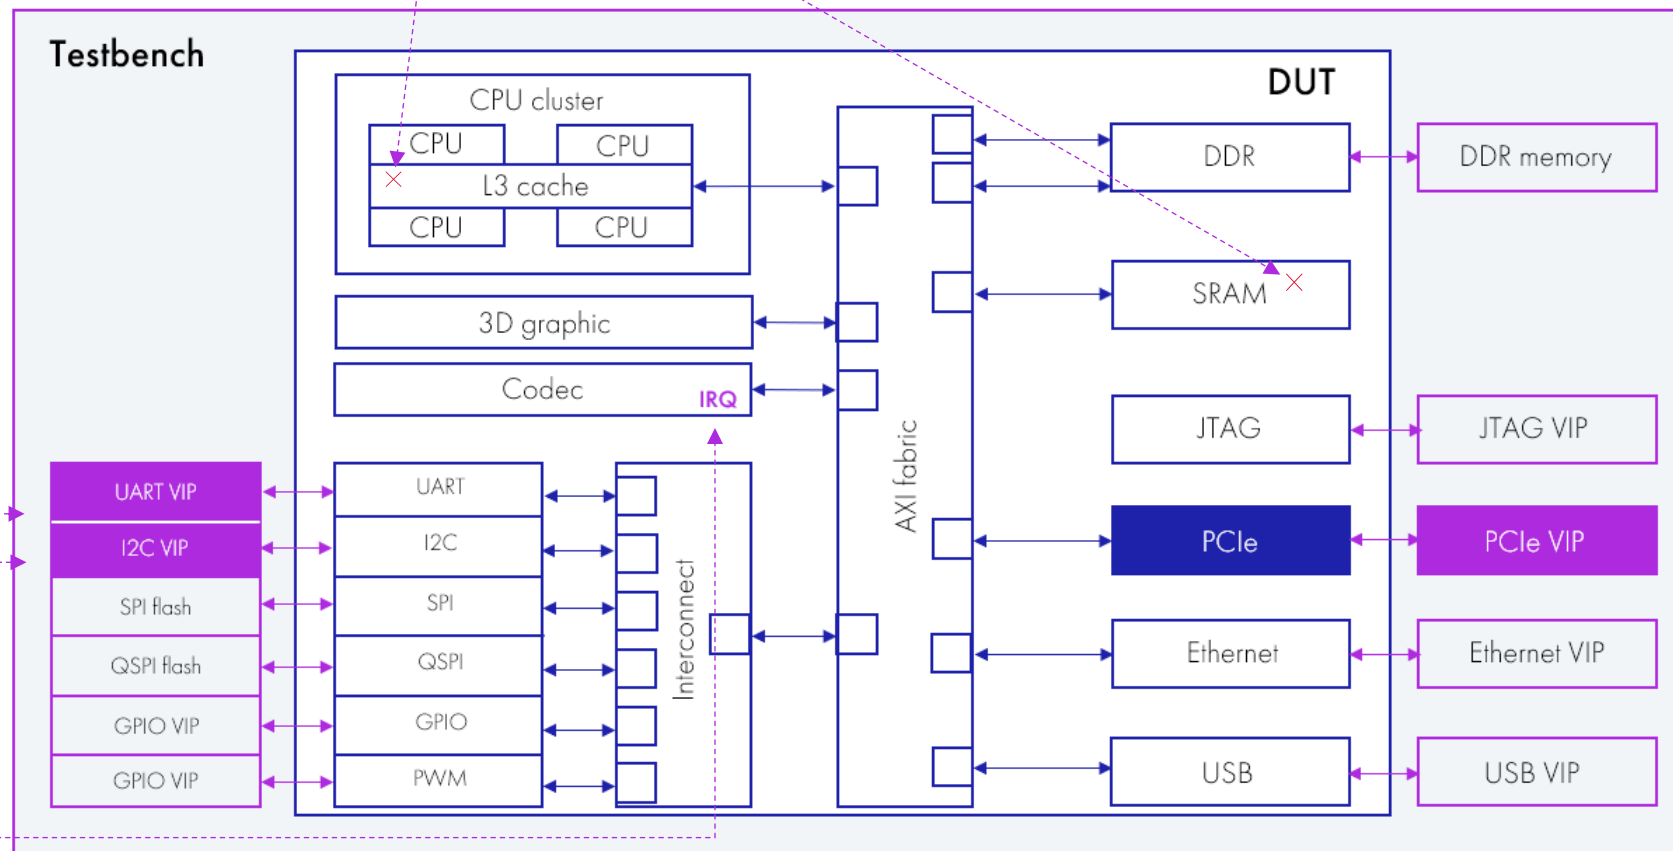 Testbench
DUT
CPU cluster
CPU
CPU
L3 cache
CPU
CPU
3D graphic
Codec
IRQ
UART VIP
I2C VIP
SPI flash
QSPI flash
GPIO VIP
GPIO VIP
UART
I2C
SPI
QSPI
GPIO
PWM
Interconnect
AXI fabric
DDR
SRAM
JTAG
PCIe
Ethernet
USB
DDR memory
JTAG VIP
PCIe VIP
Ethernet VIP
USB VIP